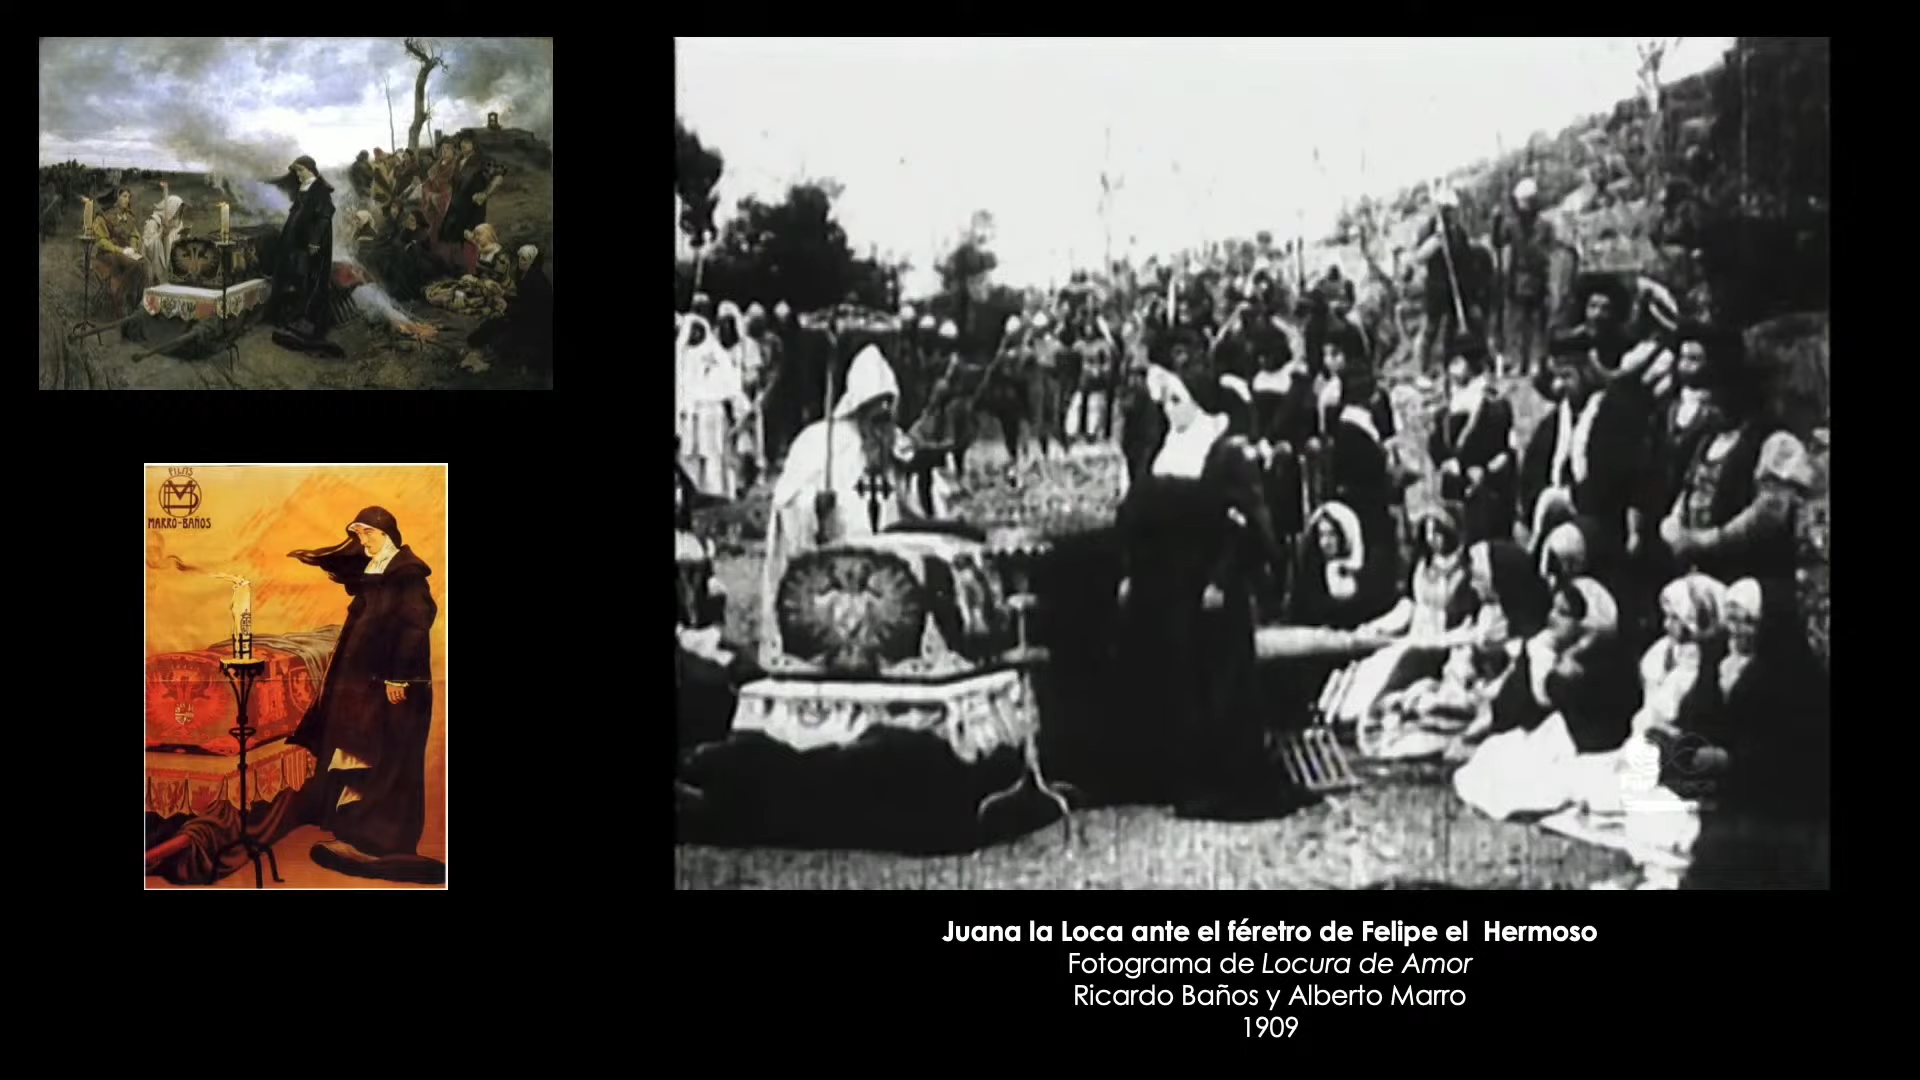 FILMS
MARRO-BAÑOS
Juana la Loca ante el féretro de Felipe el Hermoso
Fotograma de Locura de Amor
Ricardo Baños y Alberto Marro
1909